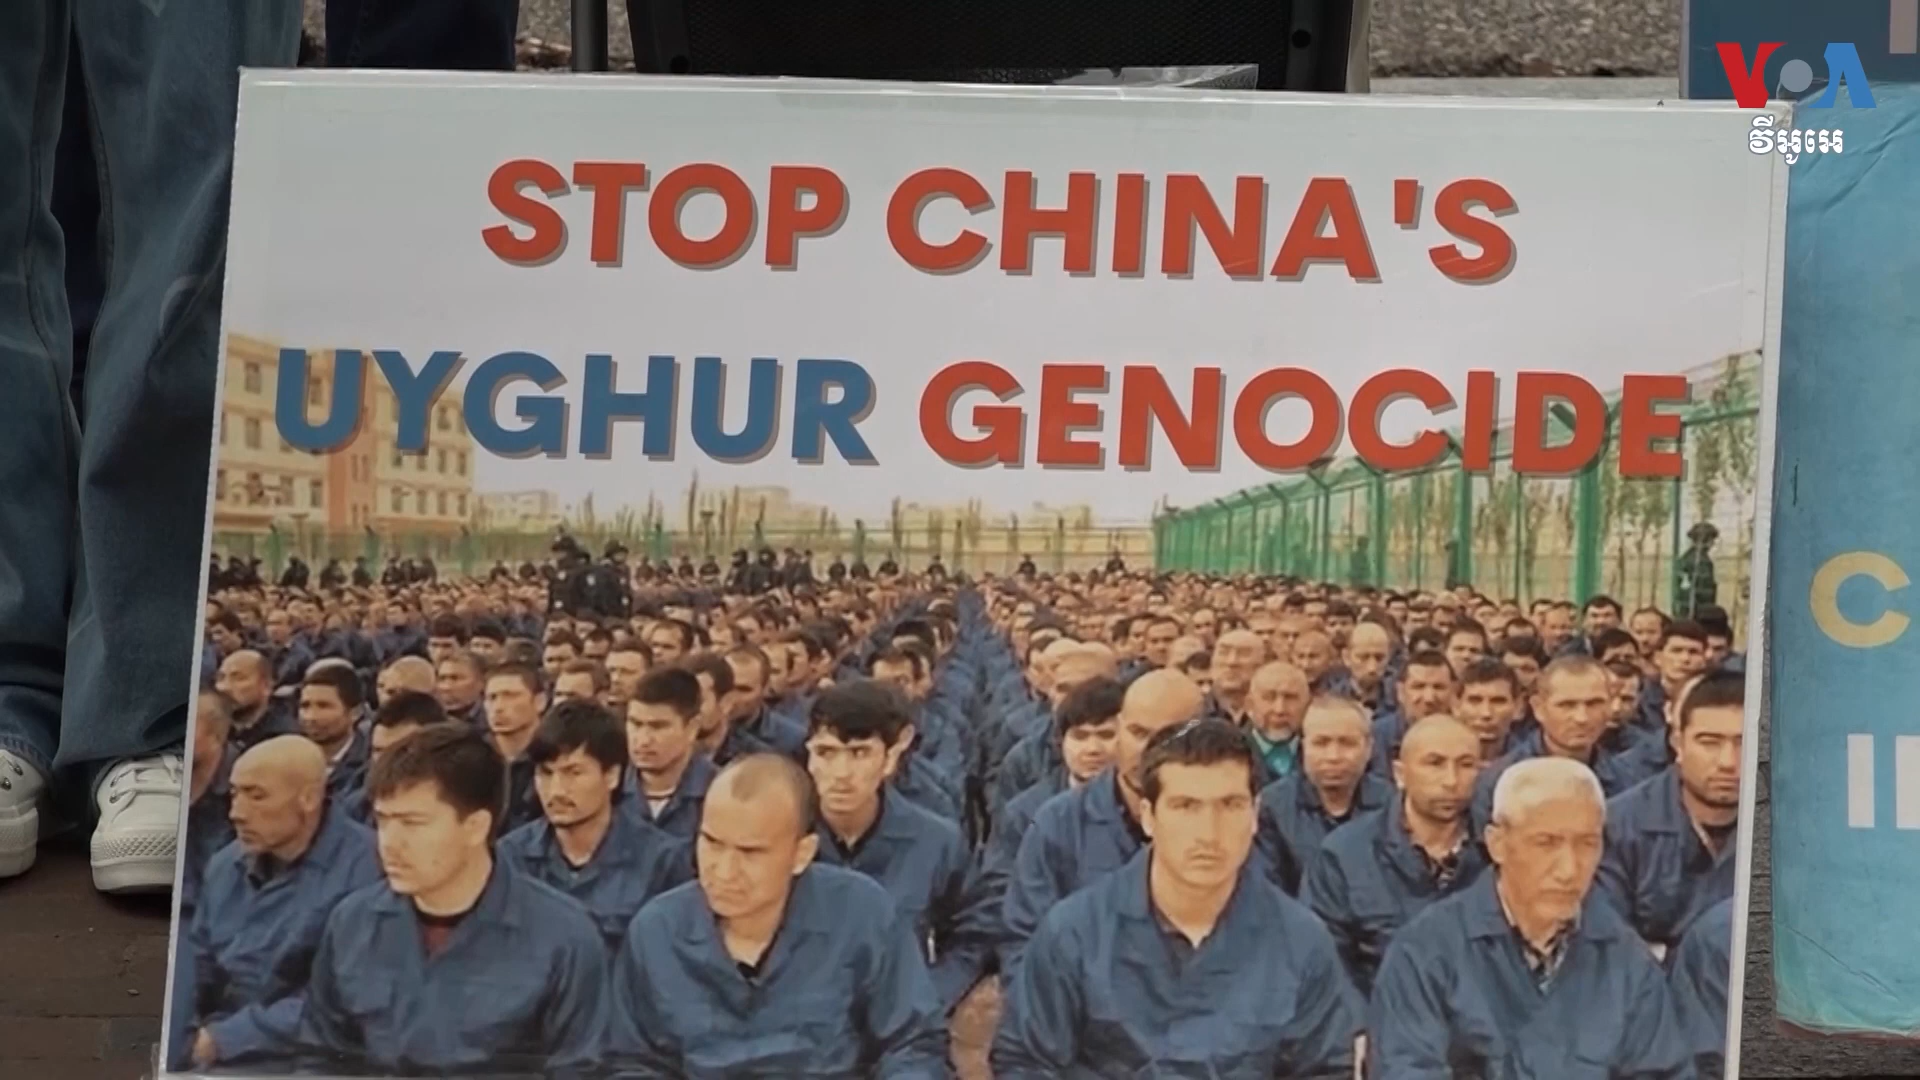 VOA
វីអូអេ
STOP CHINA'S
UYGHUR GENOCIDE